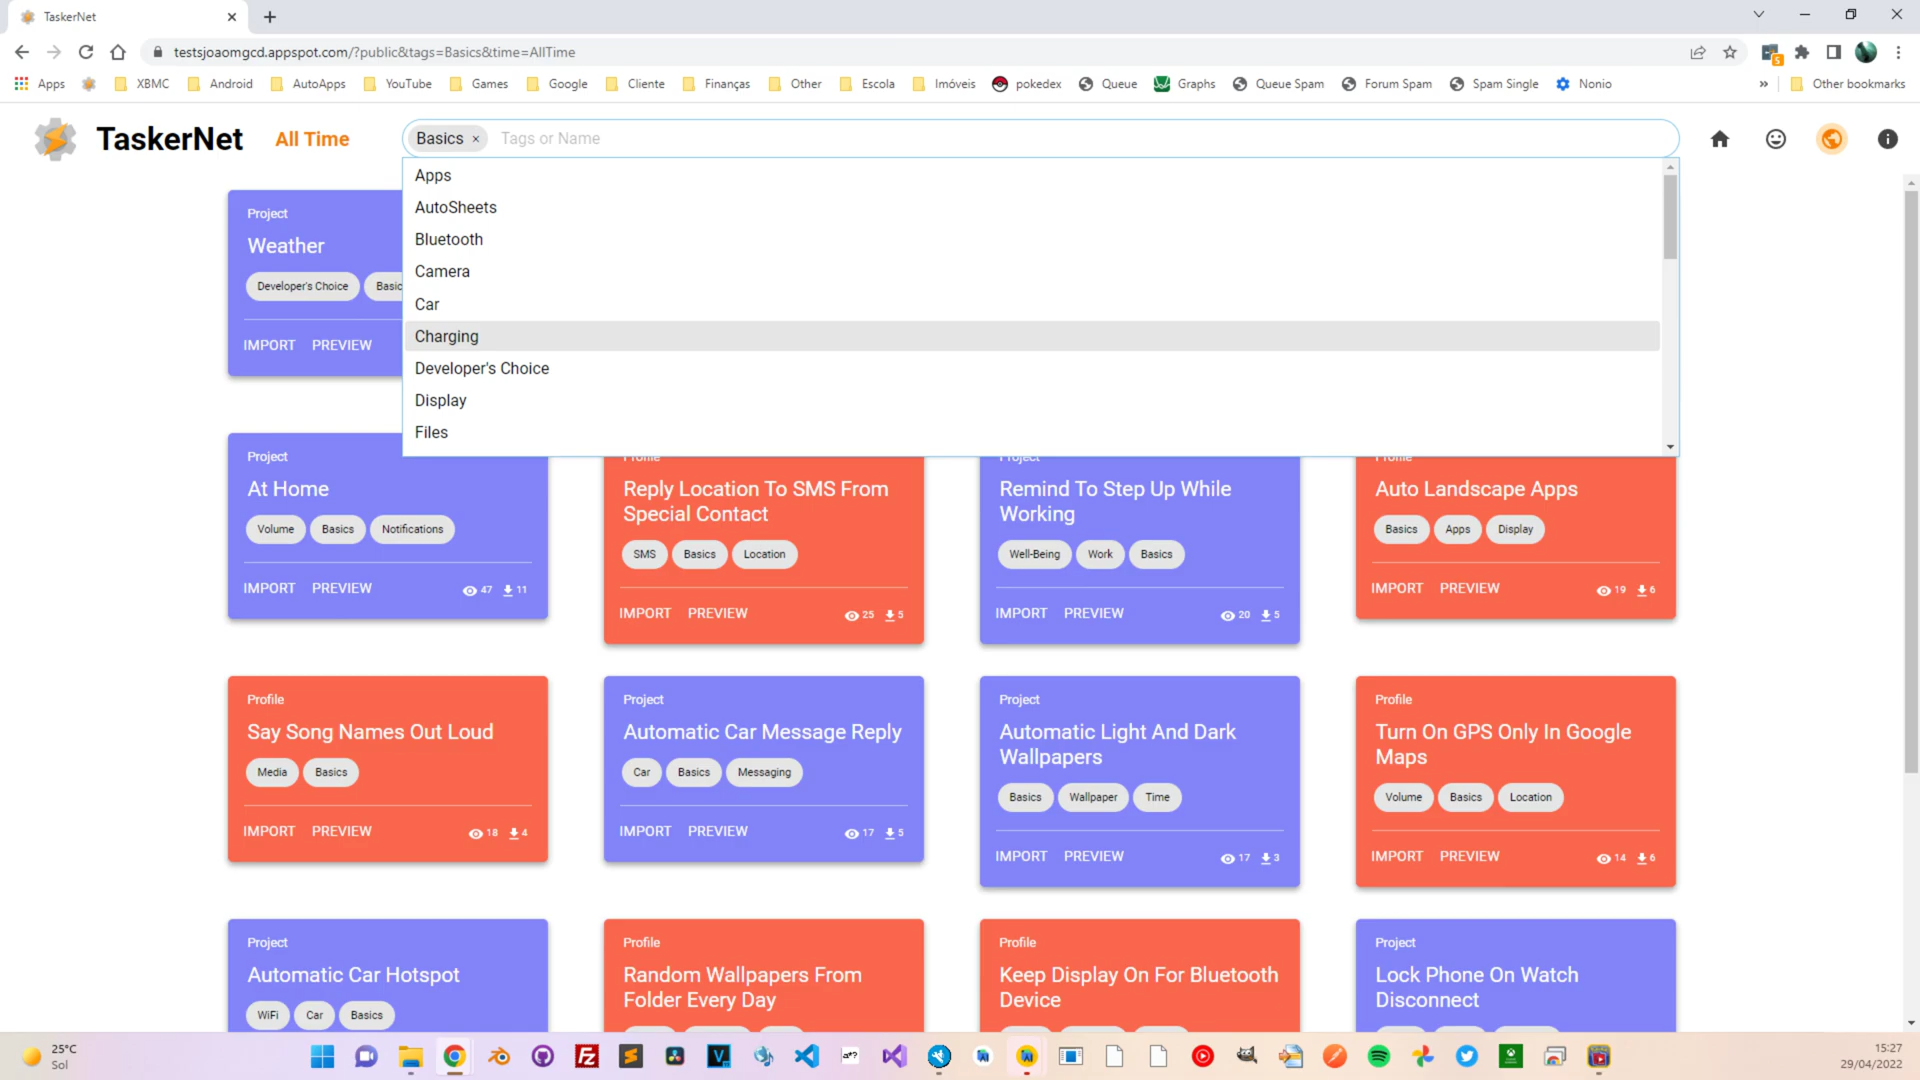 TaskerNet
testsjoaomgcd.appspot.com/?public&tags=Basics&time=AllTime
5
Apps XBMC Android AutoApps YouTube Games Google Cliente Finanças Other Escola Imóveis pokedex Queue Graphs Queue Spam Forum Spam Spam Single Nonio » Other bookmarks
TaskerNet All Time Basics × Tags or Name
Apps
AutoSheets
Bluetooth
Camera
Car
Charging
Developer's Choice
Display
Files
Project
Weather
Developer's Choice Basic
IMPORT PREVIEW
Project
At Home
Volume Basics Notifications
IMPORT PREVIEW 47 11
Profile
Reply Location To SMS From
Special Contact
SMS Basics Location
IMPORT PREVIEW 25 5
Project
Remind To Step Up While
Working
Well-Being Work Basics
IMPORT PREVIEW 20 5
Profile
Auto Landscape Apps
Basics Apps Display
IMPORT PREVIEW 19 6
Profile
Say Song Names Out Loud
Media Basics
IMPORT PREVIEW 18 4
Project
Automatic Car Message Reply
Car Basics Messaging
IMPORT PREVIEW 17 5
Project
Automatic Light And Dark
Wallpapers
Basics Wallpaper Time
IMPORT PREVIEW 17 3
Profile
Turn On GPS Only In Google
Maps
Volume Basics Location
IMPORT PREVIEW 14 6
Project
Automatic Car Hotspot
WiFi Car Basics
Profile
Random Wallpapers From
Folder Every Day
Profile
Keep Display On For Bluetooth
Device
Project
Lock Phone On Watch
Disconnect
25°C
Sol
15:27
29/04/2022